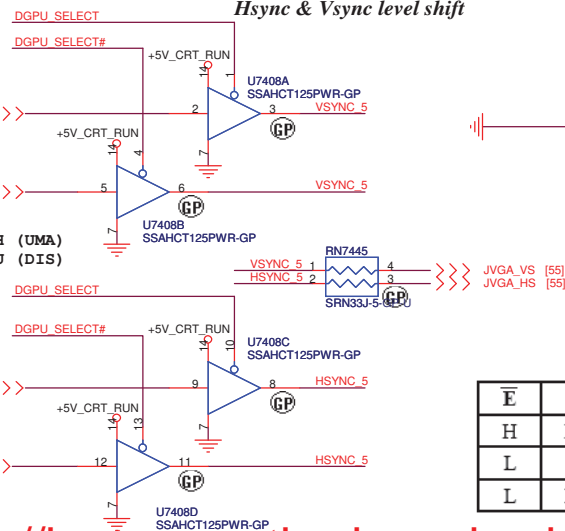 Hsync & Vsync level shift
DGPU_SELECT
DGPU_SELECT#
+5V_CRT_RUN
14
1
U7408A
SSAHCT125PWR-GP
2
3
VSYNC_5
GP
7
+5V_CRT_RUN
14
4
5
6
VSYNC_5
GP
7
U7408B
SSAHCT125PWR-GP
(UMA)
(DIS)
RN7445
VSYNC_5 1
4
JVGA_VS [55]
HSYNC_5 2
3
JVGA_HS [55]
GP
DGPU_SELECT
DGPU_SELECT#
+5V_CRT_RUN
14
10
U7408C
SSAHCT125PWR-GP
9
8
HSYNC_5
GP
7
+5V_CRT_RUN
14
13
12
11
HSYNC_5
GP
7
U7408D
SSAHCT125PWR-GP
E
H
L
L